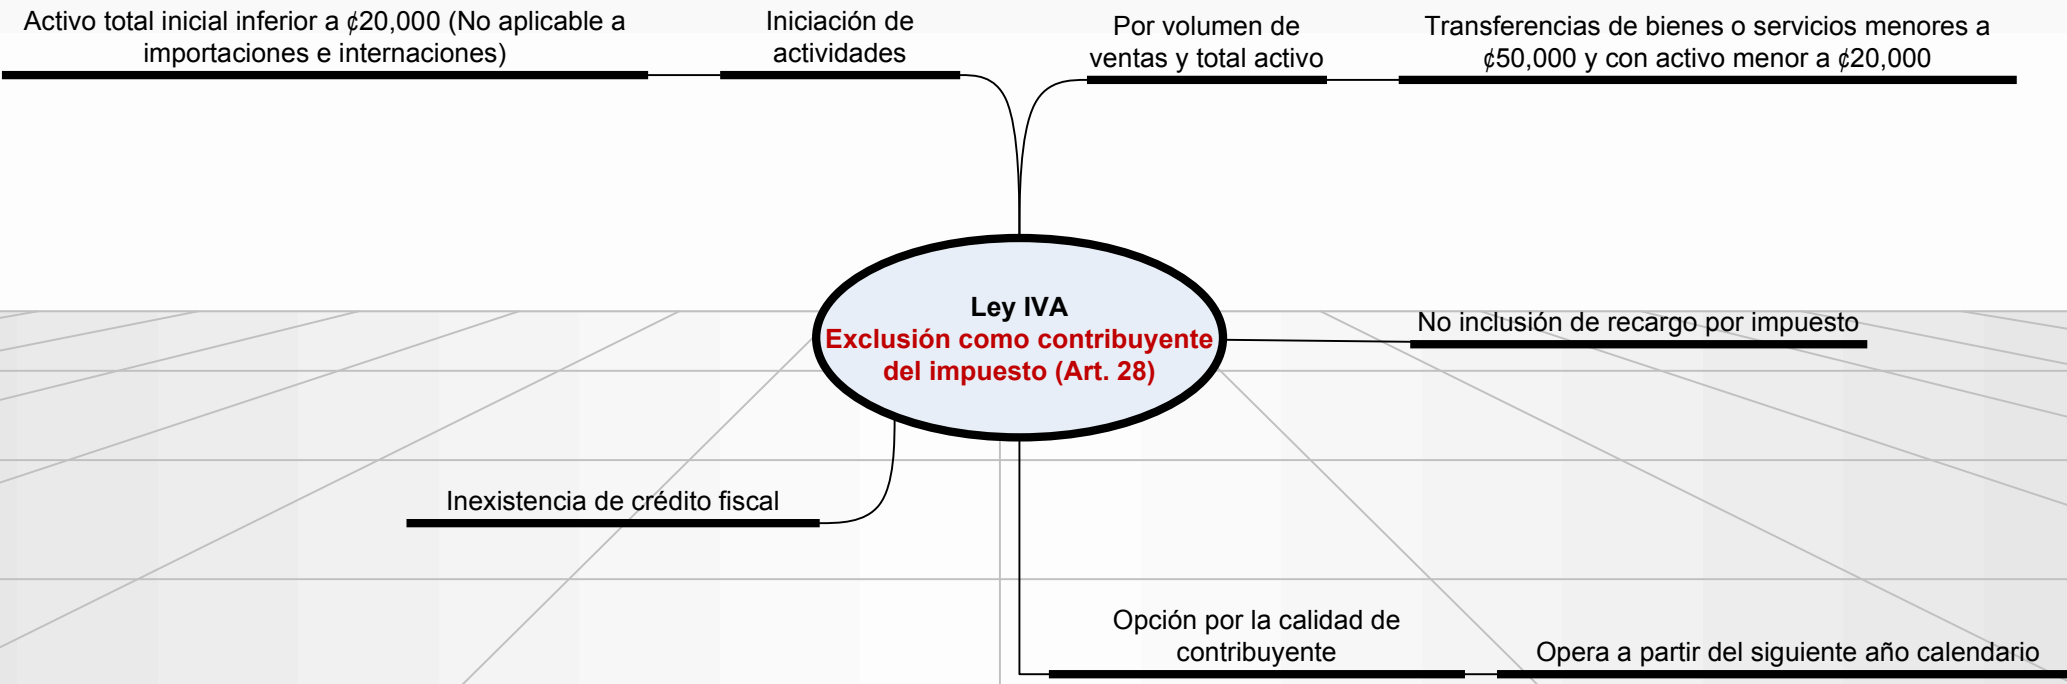 Activo total inicial inferior a ¢20,000 (No aplicable a
importaciones e internaciones)
Iniciación de
actividades
Por volumen de
ventas y total activo
Transferencias de bienes o servicios menores a
¢50,000 y con activo menor a ¢20,000
Ley IVA
Exclusión como contribuyente
del impuesto (Art. 28)
No inclusión de recargo por impuesto
Inexistencia de crédito fiscal
Opción por la calidad de
contribuyente
Opera a partir del siguiente año calendario